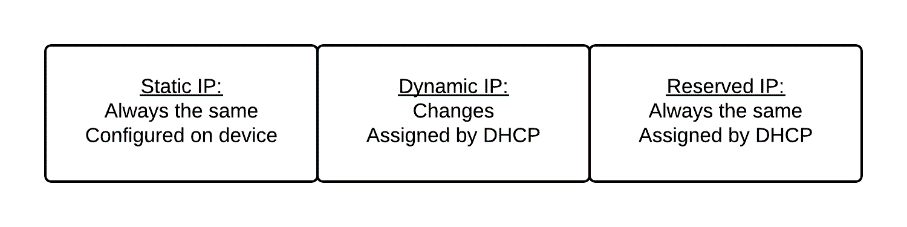 Static IP:
Always the same
Configured on device
Dynamic IP:
Changes
Assigned by DHCP
Reserved IP:
Always the same
Assigned by DHCP